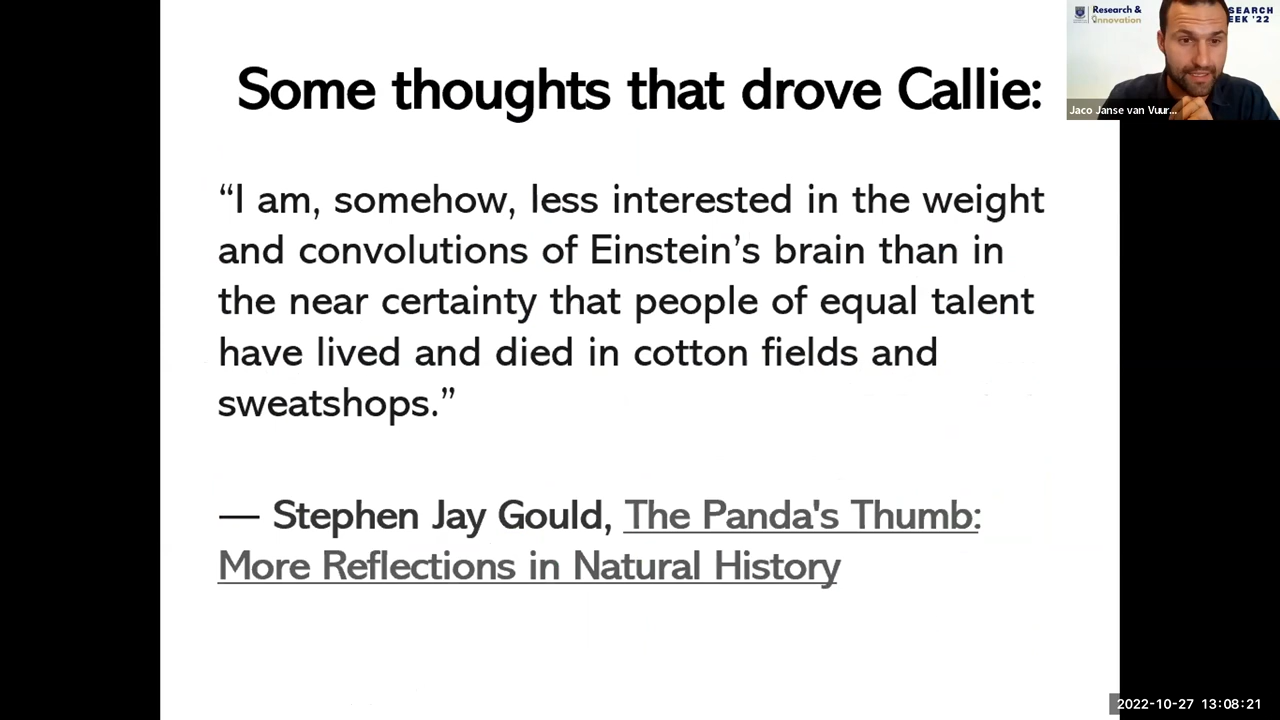 Some thoughts that drove Callie:
“I am, somehow, less interested in the weight
and convolutions of Einstein’s brain than in
the near certainty that people of equal talent
have lived and died in cotton fields and
sweatshops.”
— Stephen Jay Gould, The Panda's Thumb:
More Reflections in Natural History
Research &
Innovation
Jaco Janse van Vuur...
2022-10-27 13:08:21